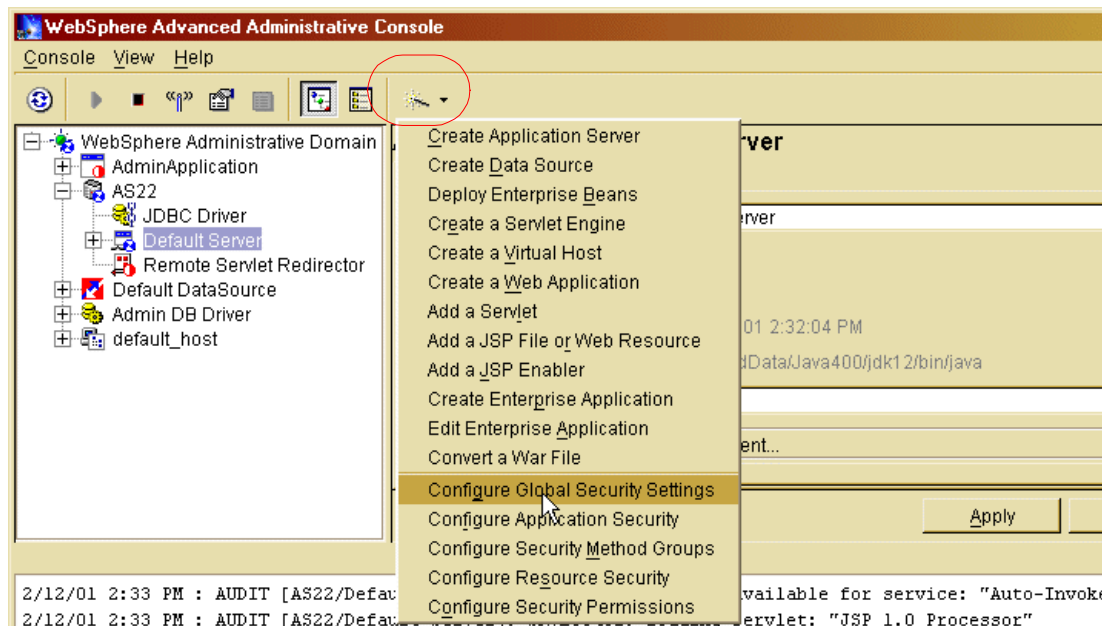 WebSphere Advanced Administrative Console
Console View Help
WebSphere Administrative Domain
AdminApplication
AS22
JDBC Driver
Default Server
Remote Servlet Redirector
Default DataSource
Admin DB Driver
default_host
Create Application Server
Create Data Source
Deploy Enterprise Beans
Create a Servlet Engine
Create a Virtual Host
Create a Web Application
Add a Servlet
Add a JSP File or Web Resource
Add a JSP Enabler
Create Enterprise Application
Edit Enterprise Application
Convert a War File
Configure Global Security Settings
Configure Application Security
Configure Security Method Groups
Configure Resource Security
Configure Security Permissions
rver
rver
01 2:32:04 PM
dData/Java400/jdk12/bin/java
ent...
Apply
2/12/01 2:33 PM : AUDIT [AS22/Defau vailable for service: "Auto-Invoke
2/12/01 2:33 PM : AUDIT [AS22/Defau ervlet: "JSP 1.0 Processor"